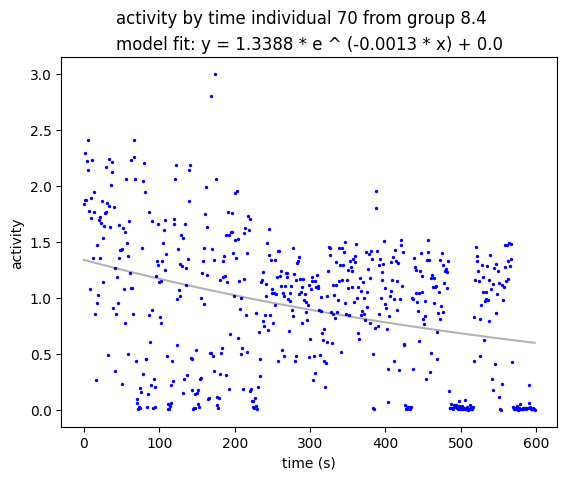 activity by time individual 70 from group 8.4
model fit: y = 1.3388 * e ^ (-0.0013 * x) + 0.0
3.0
2.5
2.0
1.5
1.0
0.5
0.0
activity
0 100 200 300 400 500 600
time (s)